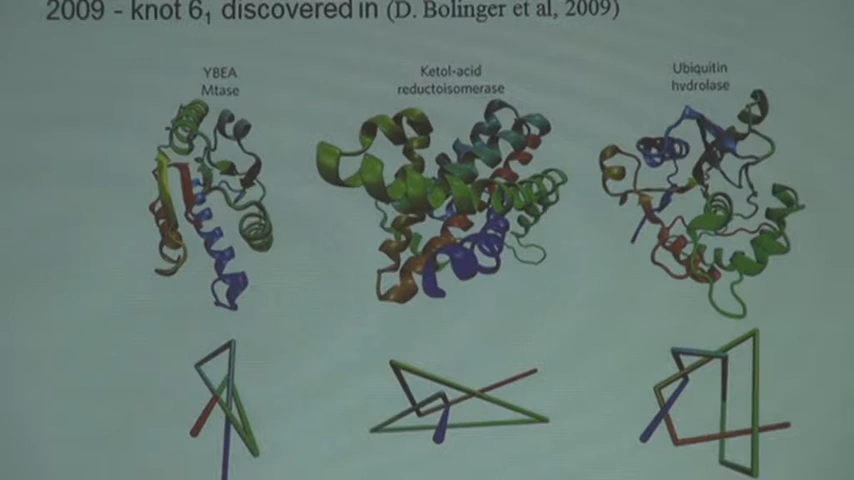 2009 - knot 6₁ discovered in (D. Bolinger et al, 2009)
YBEA
Mtase
Ketol-acid
reductoisomerase
Ubiquitin
hydrolase